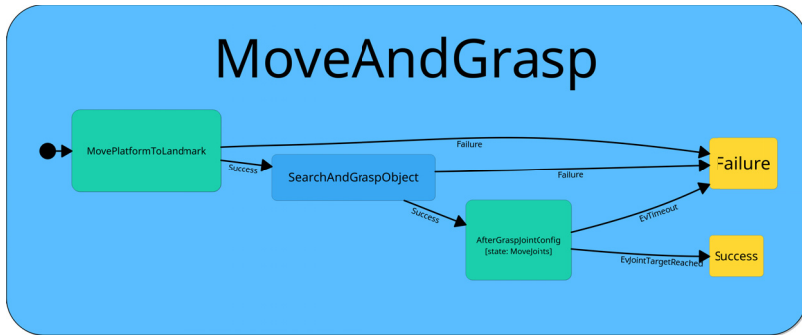 MoveAndGrasp
MovePlatformToLandmark
Failure
Success
SearchAndGraspObject
Failure
Failure
Success
AfterGraspJointConfig
[state: MoveJoints]
EvTimeout
EvJointTargetReached
Success